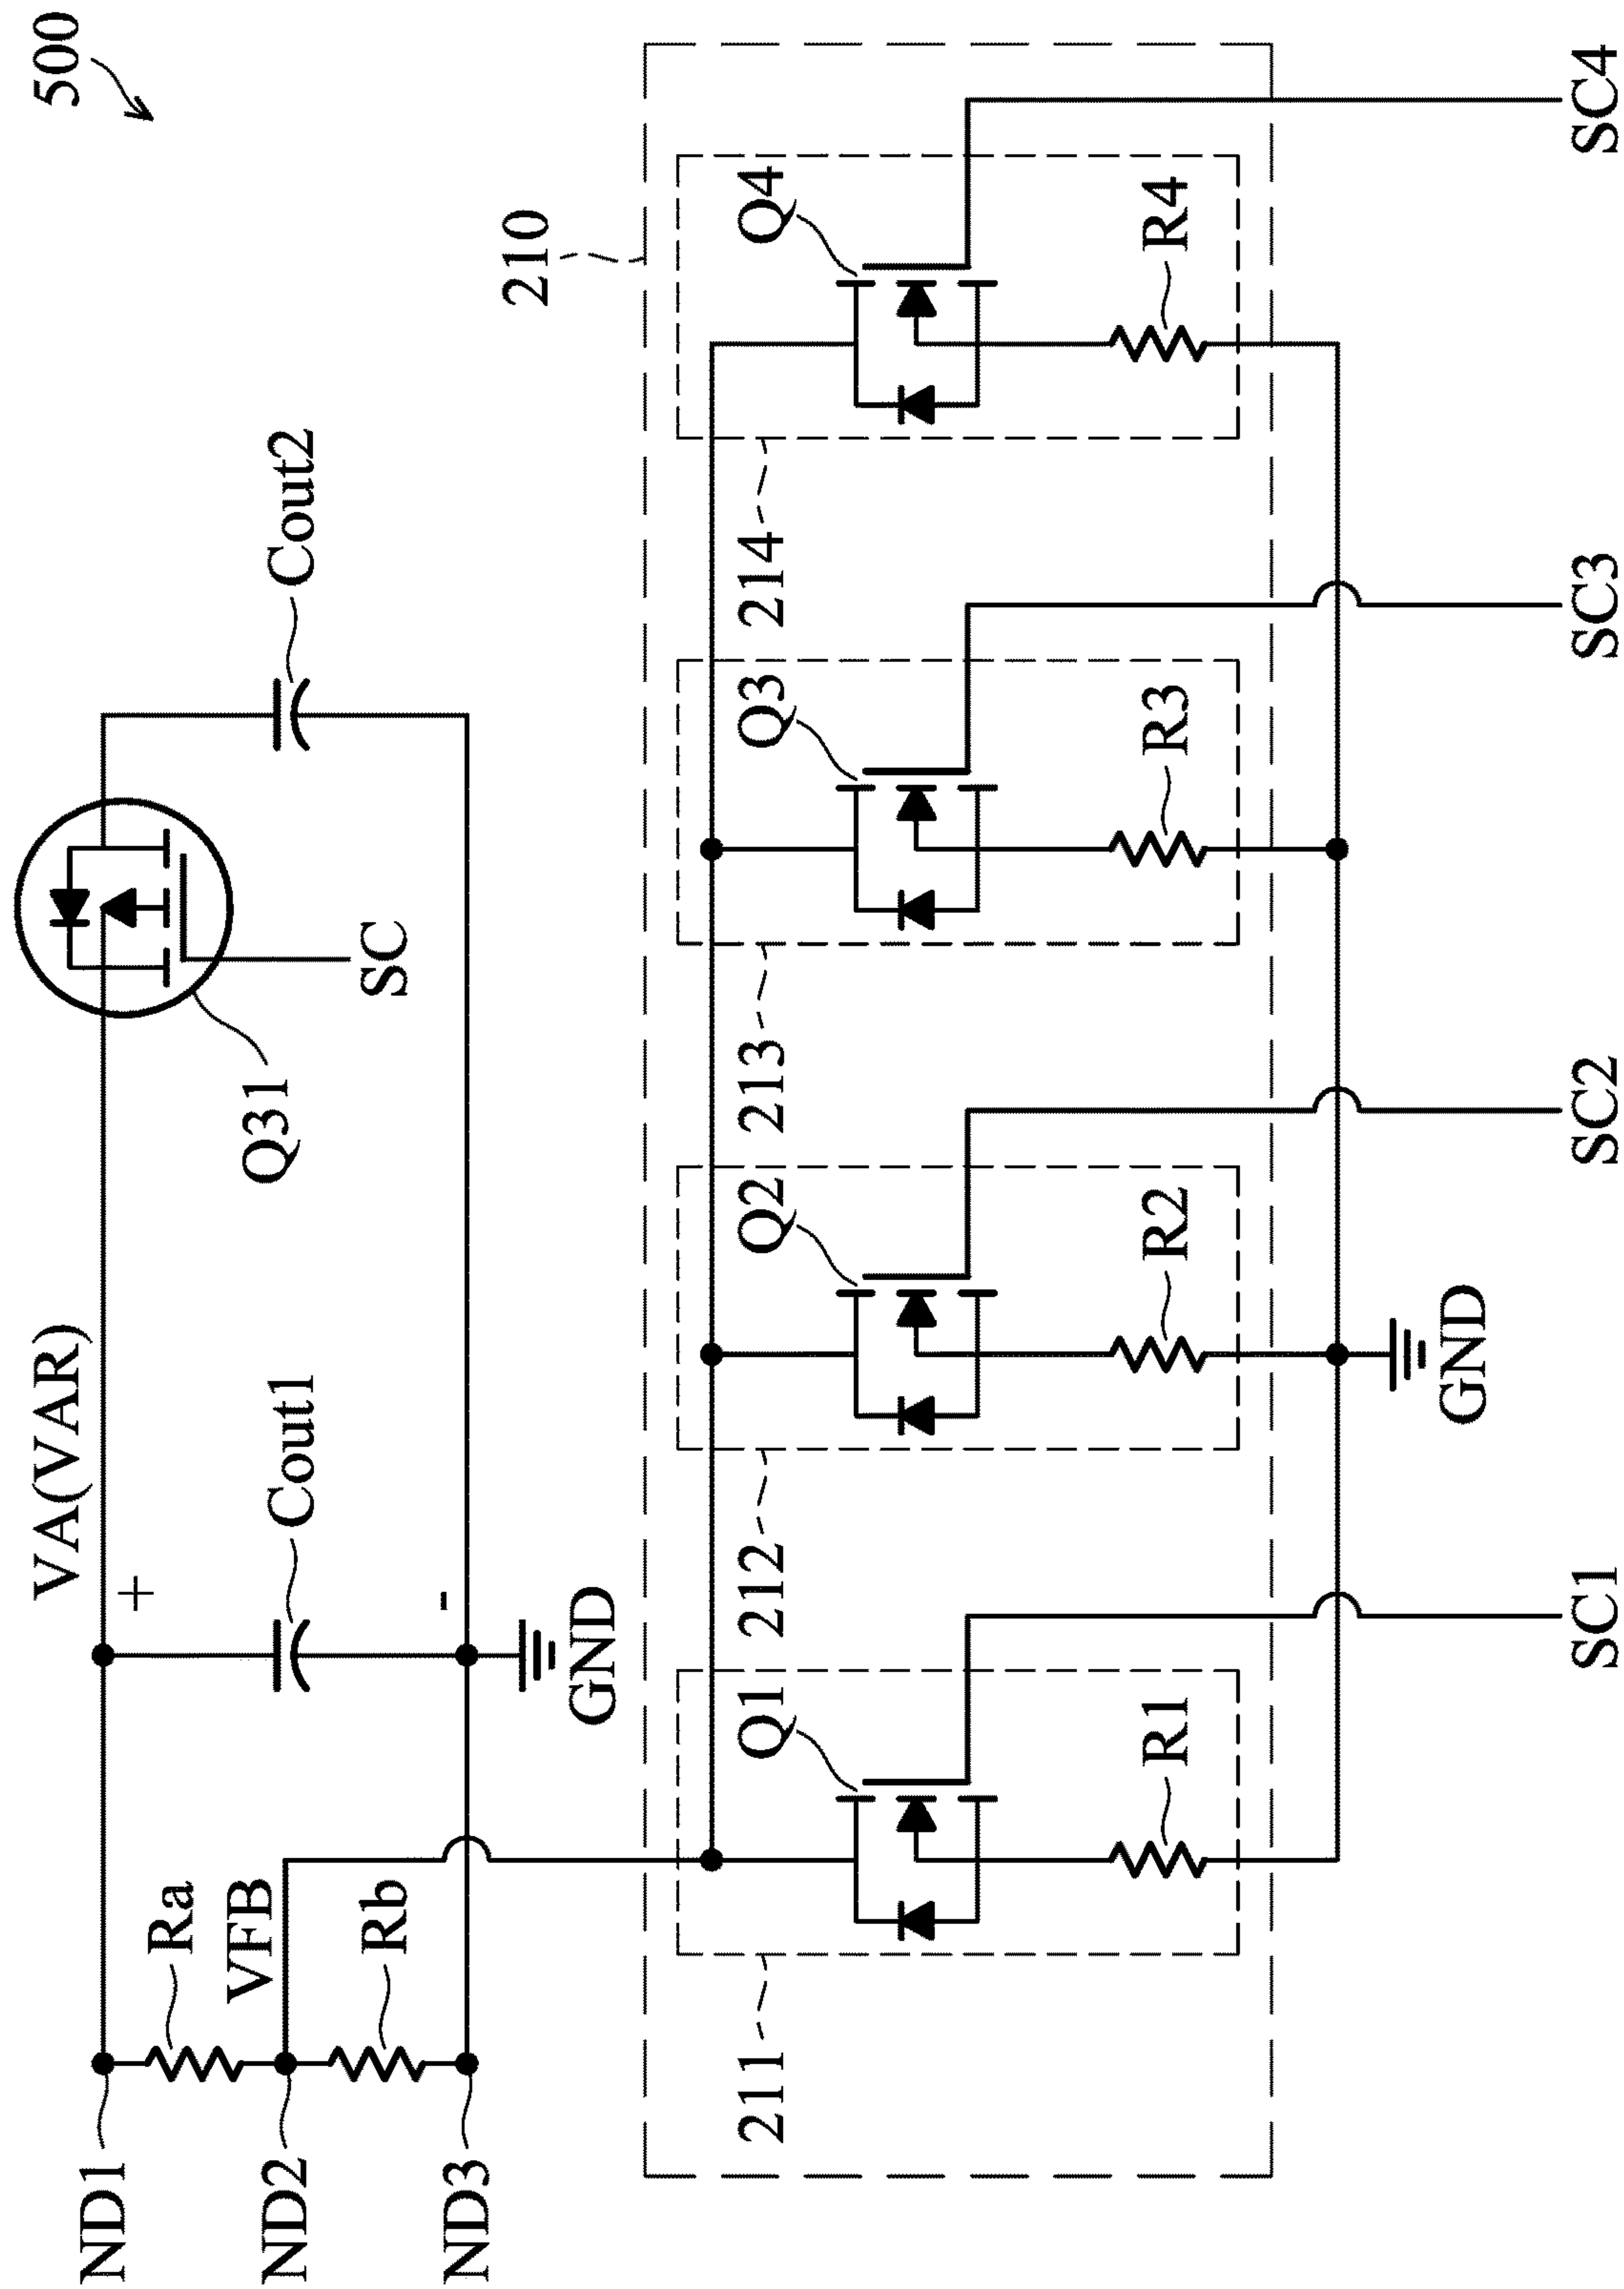 500
VA(VAR)
+
-
ND1
Ra
ND2
VFB
Rb
ND3
Cout1
GND
Q31
SC
Cout2
210
211
Q1
R1
212
Q2
R2
213
Q3
R3
214
Q4
R4
GND
SC1
SC2
SC3
SC4